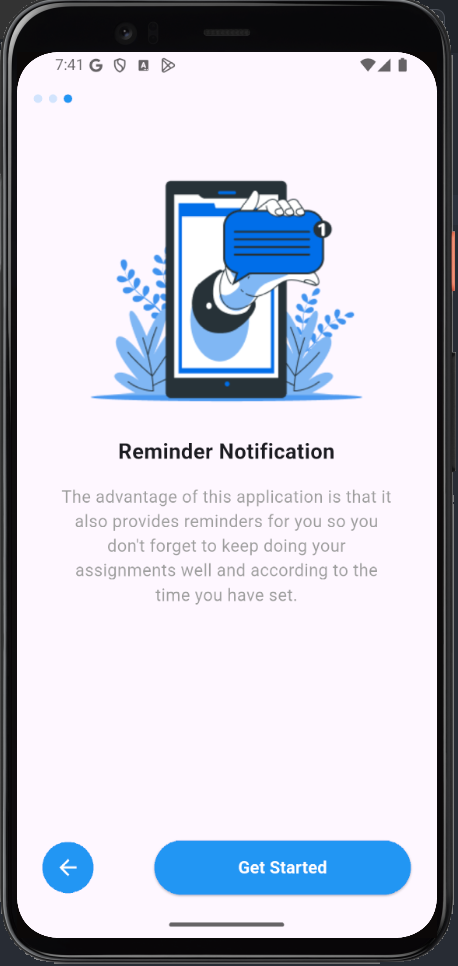 7:41
1
Reminder Notification
The advantage of this application is that it
also provides reminders for you so you
don't forget to keep doing your
assignments well and according to the
time you have set.
Get Started